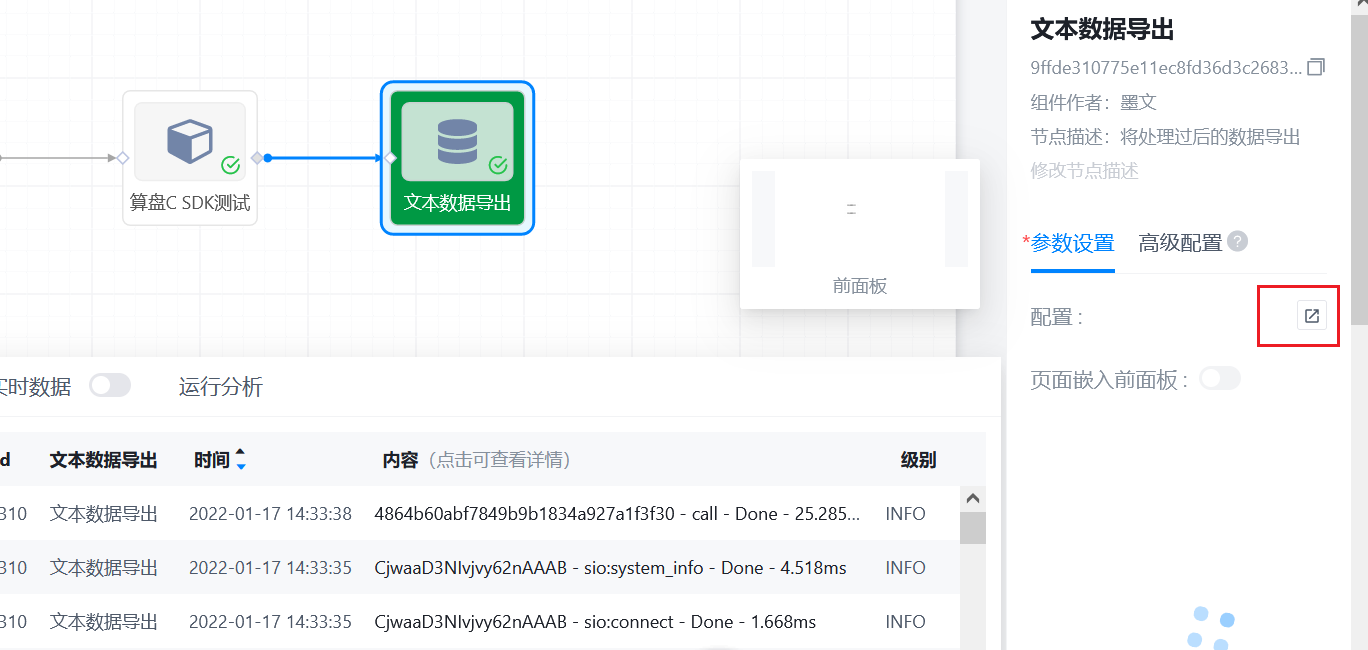 算盘C SDK测试
文本数据导出
前面板
实时数据
运行分析
d 文本数据导出 时间 内容（点击可查看详情） 级别
310 文本数据导出 2022-01-17 14:33:38 4864b60abf7849b9b1834a927a1f3f30 - call - Done - 25.285... INFO
310 文本数据导出 2022-01-17 14:33:35 CjwaaD3NIvjvy62nAAAB - sio:system_info - Done - 4.518ms INFO
310 文本数据导出 2022-01-17 14:33:35 CjwaaD3NIvjvy62nAAAB - sio:connect - Done - 1.668ms INFO
文本数据导出
9ffde310775e11ec8fd36d3c2683...
组件作者：墨文
节点描述：将处理过后的数据导出
修改节点描述
*参数设置 高级配置 ?
配置 :
页面嵌入前面板 :